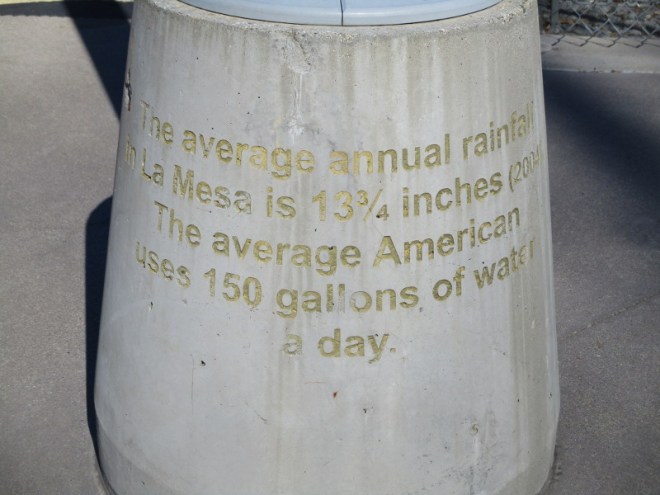 The average annual rainfall
in La Mesa is 13¾ inches (2004).
The average American
uses 150 gallons of water
a day.